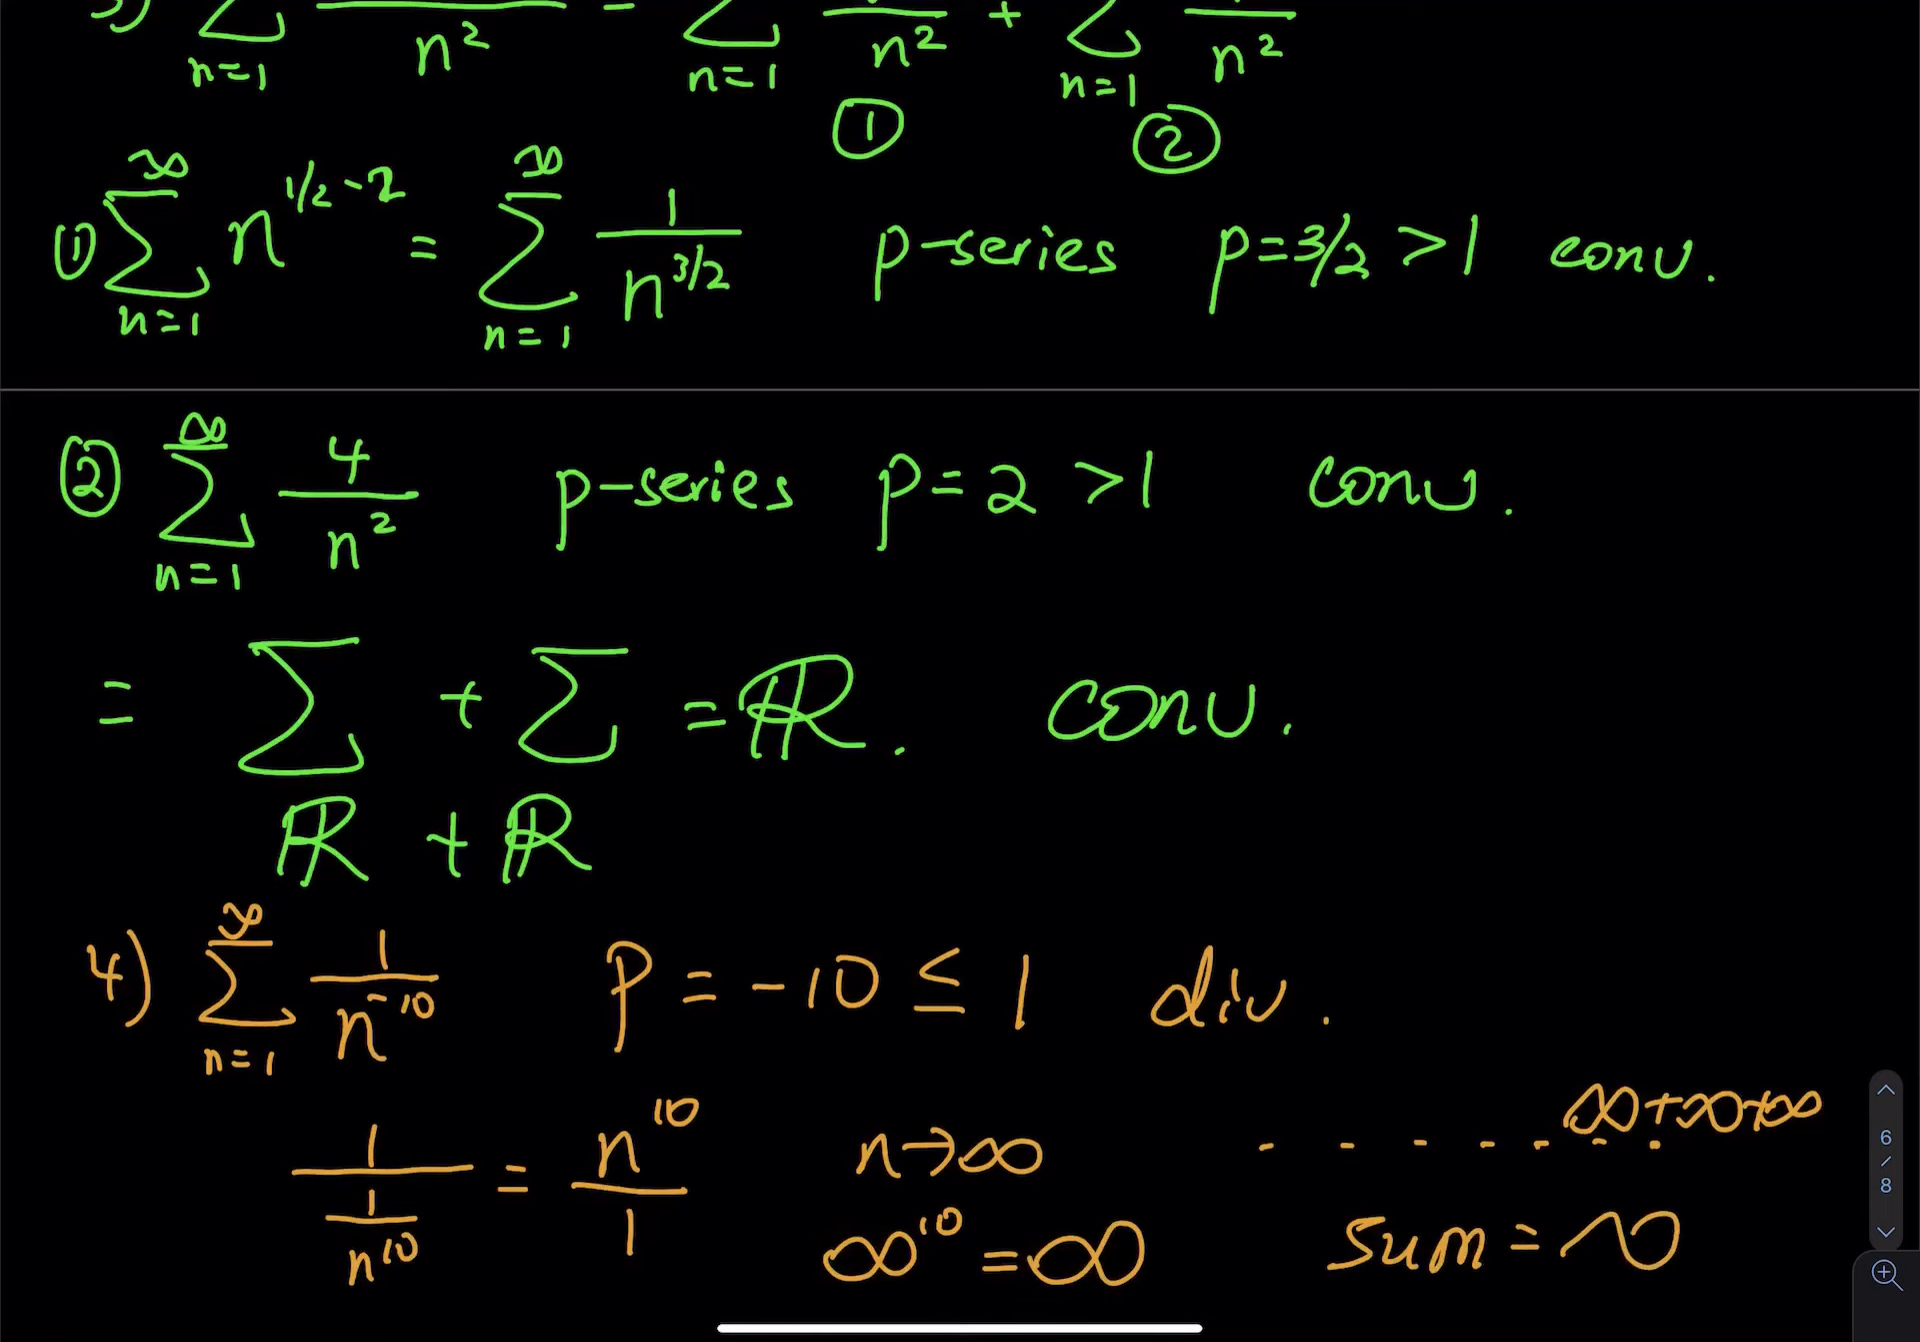 3) ∑ n=1 n² = ∑ n=1 n² + ∑ n=1 n²
① ②
① ∑_{n=1}^{∞} n^{1/2-2} = ∑_{n=1}^{∞} 1/n^{3/2} p-series p=3/2 >1 conv.
② ∑_{n=1}^{∞} 4/n² p-series p=2 >1 conv.
= ∑ + ∑ = ℝ. conv.
ℝ + ℝ
4) ∑_{n=1}^{∞} 1/n^{-10} P = -10 ≤ 1 div.
1/(1/n^{10}) = n^{10}/1 n→∞ - - - - - - - ∞+∞+∞
∞^{10} = ∞ sum = ∞
6
/
8